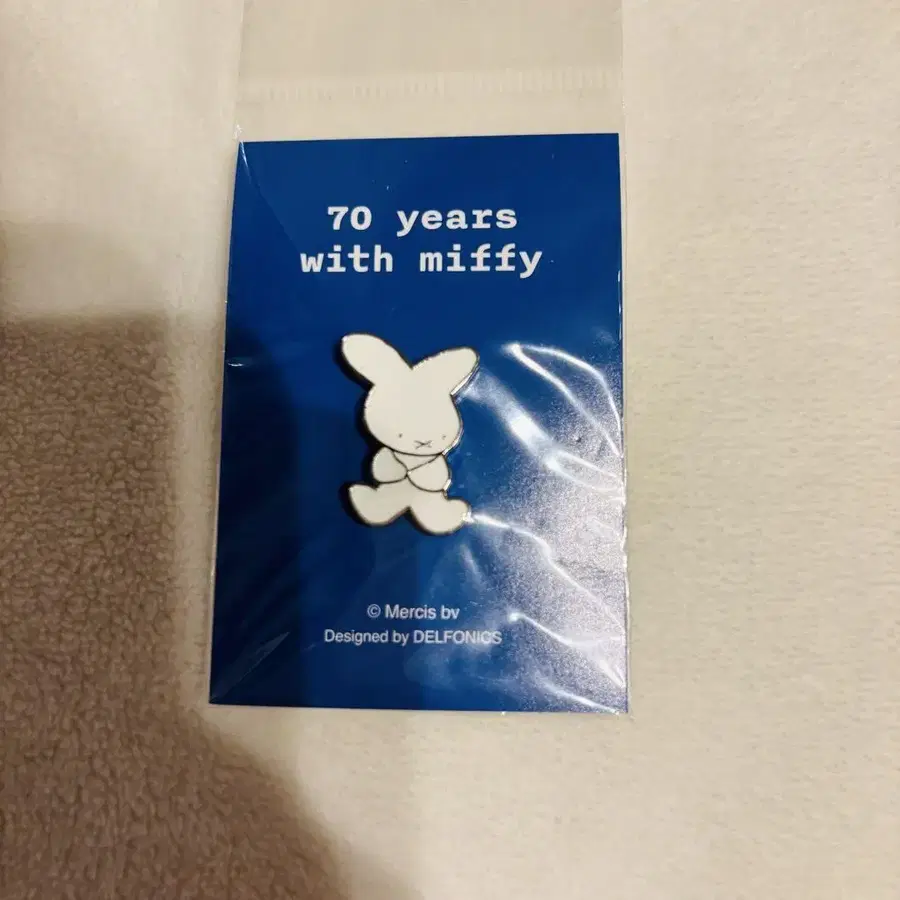 70 years
with miffy
© Mercis bv
Designed by DELFONICS